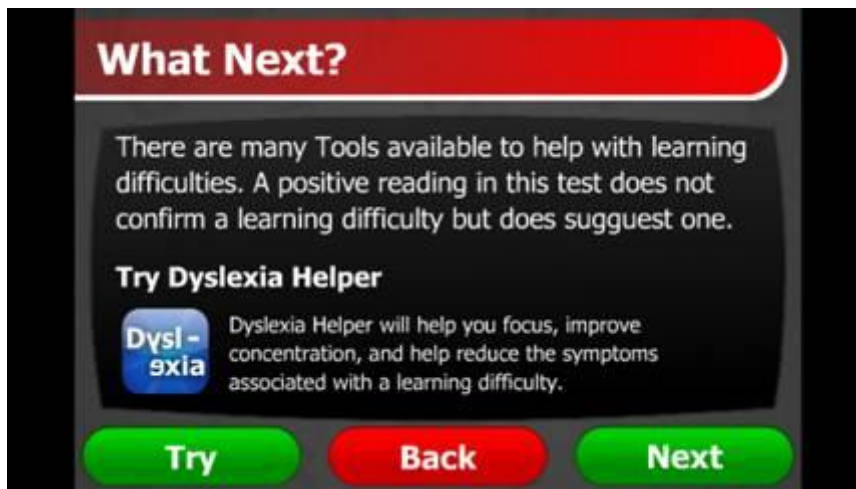 What Next?
There are many Tools available to help with learning
difficulties. A positive reading in this test does not
confirm a learning difficulty but does sugguest one.
Try Dyslexia Helper
Dysl-
exia
Dyslexia Helper will help you focus, improve
concentration, and help reduce the symptoms
associated with a learning difficulty.
Try
Back
Next